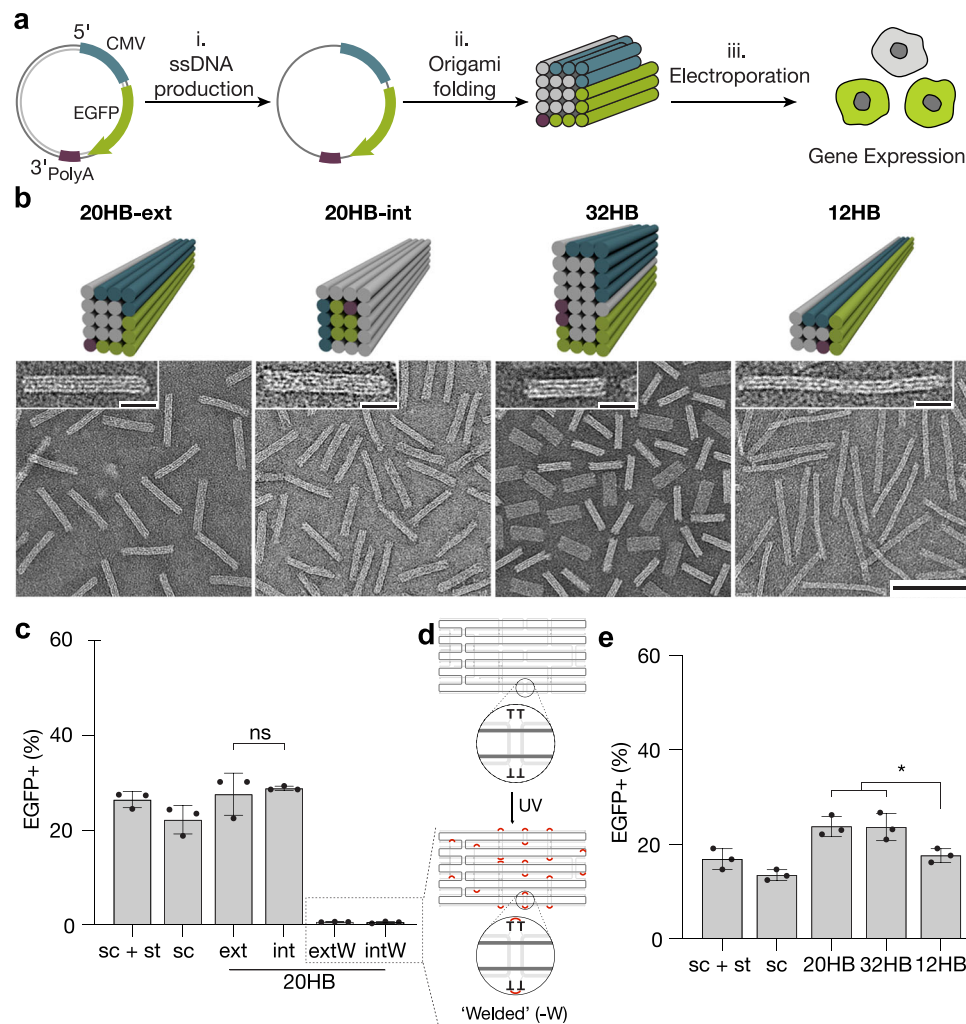 a
5'
CMV
EGFP
3'
PolyA
i.
ssDNA
production
ii.
Origami
folding
iii.
Electroporation
Gene Expression
b
20HB-ext
20HB-int
32HB
12HB
c
EGFP+ (%)
60
40
20
0
ns
sc + st
sc
ext
int
extW
intW
20HB
d
TT
TT
UV
TT
TT
'Welded' (-W)
e
EGFP+ (%)
60
40
20
0
*
sc + st
sc
20HB
32HB
12HB